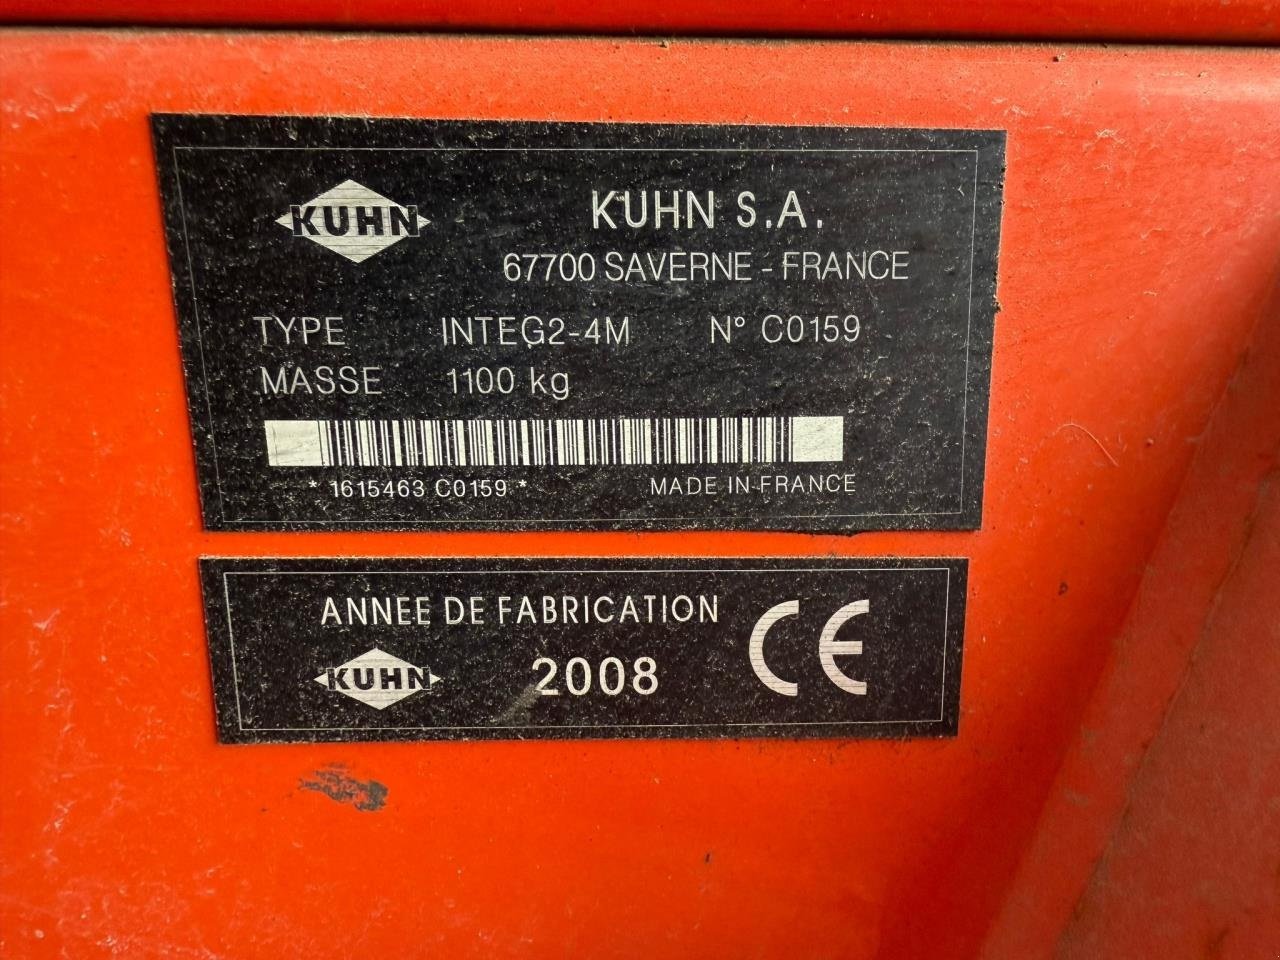 KUHN
KUHN S.A.
67700 SAVERNE - FRANCE
TYPE INTEG2-4M N° C0159
MASSE 1100 kg
* 1615463 C0159 * MADE IN FRANCE
ANNEE DE FABRICATION
KUHN 2008 CE